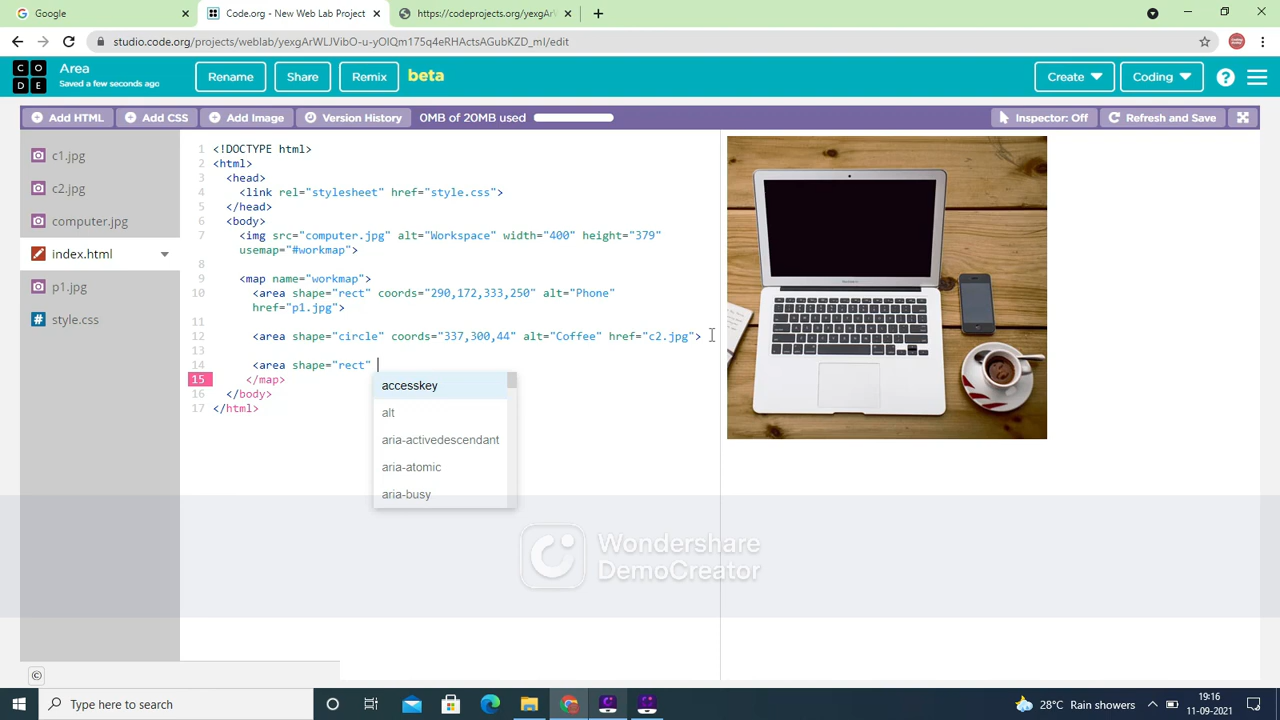 Google
Code.org - New Web Lab Project
https://codeprojects.org/yexgArW
studio.code.org/projects/weblab/yexgArWLJVibO-u-yOlQm175q4eRHActsAGubKZD_mI/edit
CODE
Area
Saved a few seconds ago
Rename
Share
Remix
beta
Create
Coding
?
Add HTML
Add CSS
Add Image
Version History
0MB of 20MB used
Inspector: Off
Refresh and Save
c1.jpg
c2.jpg
computer.jpg
index.html
p1.jpg
style.css
1 <!DOCTYPE html>
2 <html>
3 <head>
4 <link rel="stylesheet" href="style.css">
5 </head>
6 <body>
7 <img src="computer.jpg" alt="Workspace" width="400" height="379"
usemap="#workmap">
8
9 <map name="workmap">
10 <area shape="rect" coords="290,172,333,250" alt="Phone"
href="p1.jpg">
11
12 <area shape="circle" coords="337,300,44" alt="Coffee" href="c2.jpg">
13
14 <area shape="rect"
15 </map>
16 </body>
17 </html>
accesskey
alt
aria-activedescendant
aria-atomic
aria-busy
Wondershare
DemoCreator
©
Type here to search
28°C Rain showers
19:16
11-09-2021